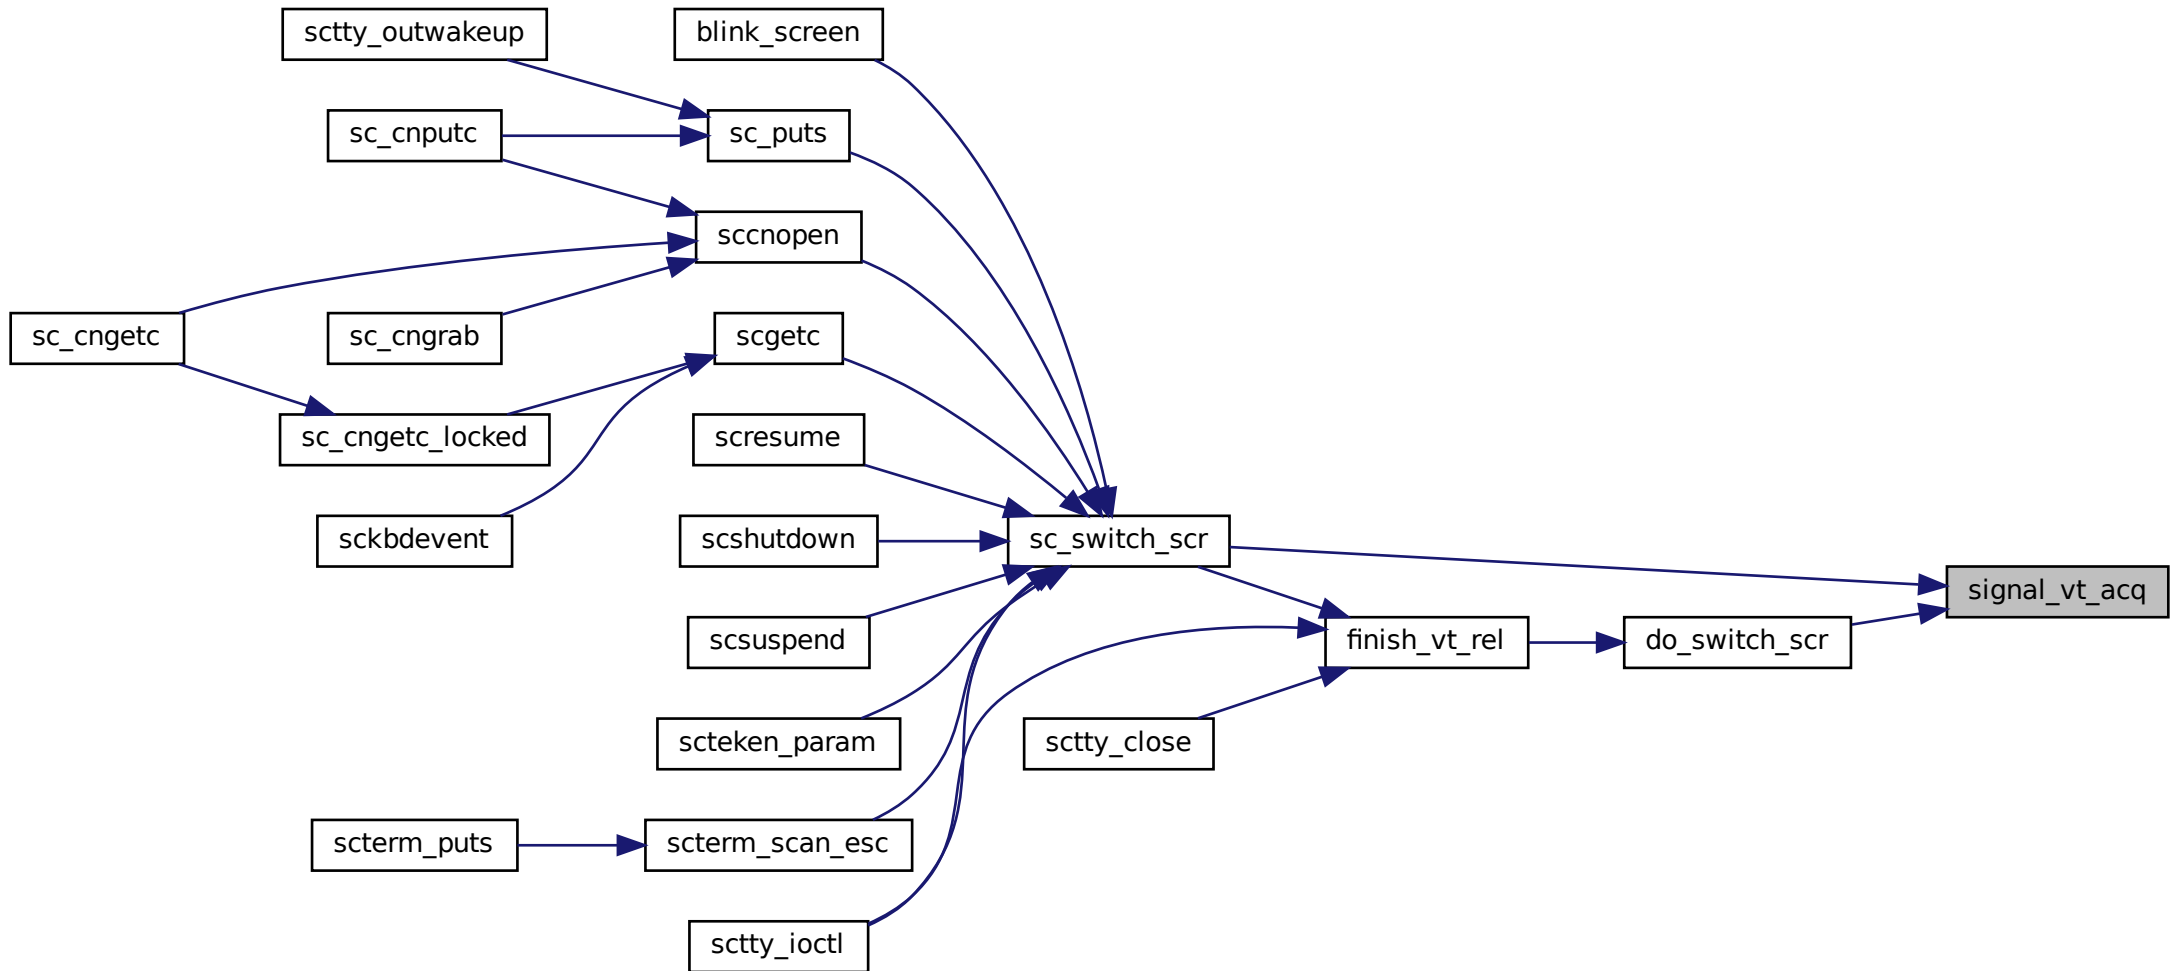 sctty_outwakeup
blink_screen
sc_cnputc
sc_puts
sccnopen
sc_cngetc
sc_cngrab
scgetc
sc_cngetc_locked
scresume
sckbdevent
scshutdown
sc_switch_scr
signal_vt_acq
scsuspend
finish_vt_rel
do_switch_scr
scteken_param
sctty_close
scterm_puts
scterm_scan_esc
sctty_ioctl